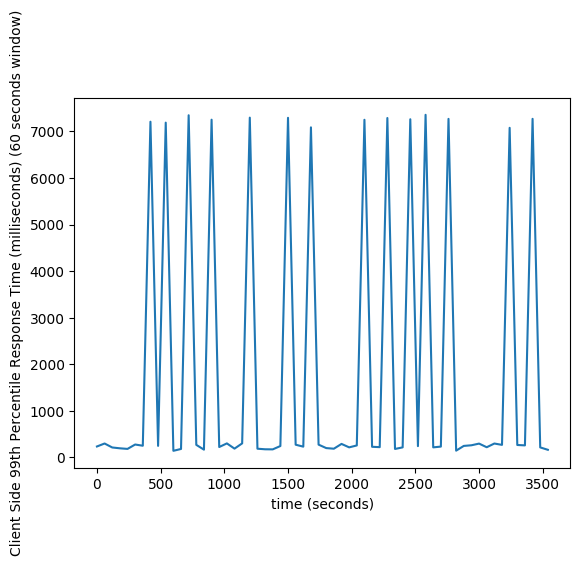 Client Side 99th Percentile Response Time (milliseconds) (60 seconds window)
7000
6000
5000
4000
3000
2000
1000
0
0 500 1000 1500 2000 2500 3000 3500
time (seconds)